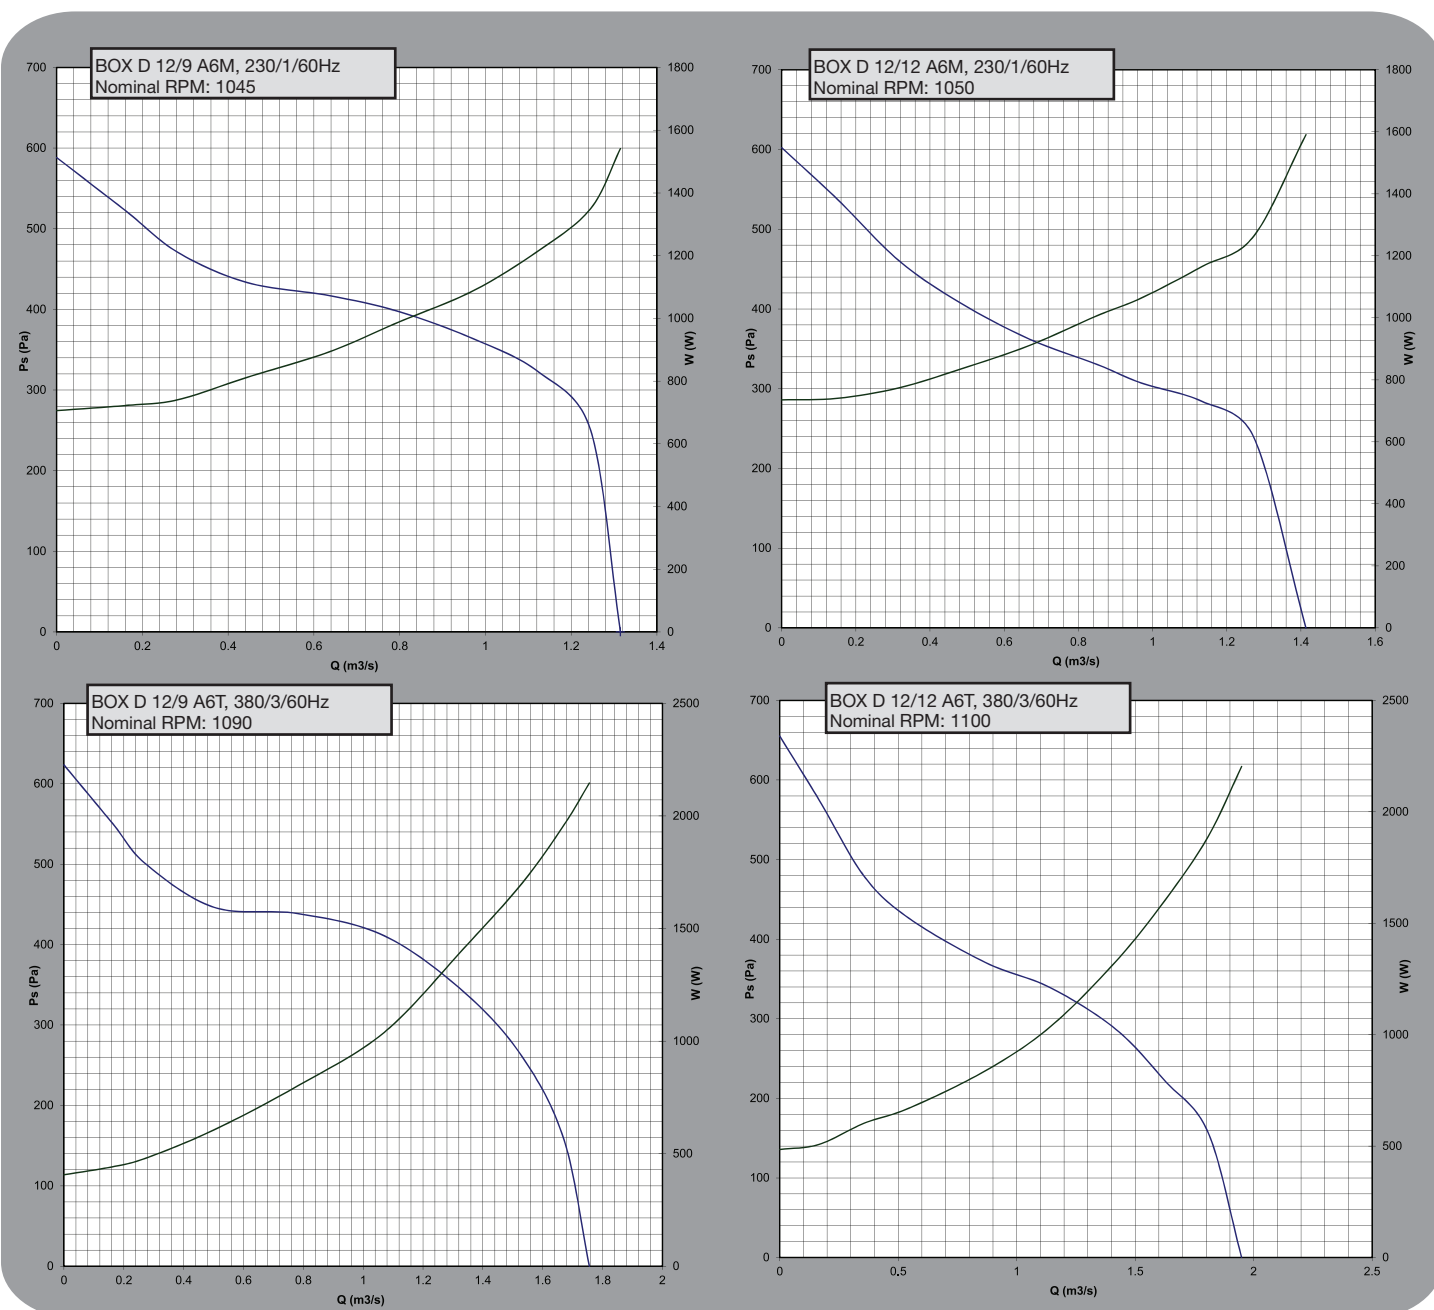 BOX D 12/9 A6M, 230/1/60Hz
Nominal RPM: 1045
700
600
500
400
300
200
100
0
Ps (Pa)
1800
1600
1400
1200
1000
800
600
400
200
0
W (W)
0 0.2 0.4 0.6 0.8 1 1.2 1.4
Q (m3/s)
BOX D 12/12 A6M, 230/1/60Hz
Nominal RPM: 1050
700
600
500
400
300
200
100
0
Ps (Pa)
1800
1600
1400
1200
1000
800
600
400
200
0
W (W)
0 0.2 0.4 0.6 0.8 1 1.2 1.4 1.6
Q (m3/s)
BOX D 12/9 A6T, 380/3/60Hz
Nominal RPM: 1090
700
600
500
400
300
200
100
0
Ps (Pa)
2500
2000
1500
1000
500
0
W (W)
0 0.2 0.4 0.6 0.8 1 1.2 1.4 1.6 1.8 2
Q (m3/s)
BOX D 12/12 A6T, 380/3/60Hz
Nominal RPM: 1100
700
600
500
400
300
200
100
0
Ps (Pa)
2500
2000
1500
1000
500
0
W (W)
0 0.5 1 1.5 2 2.5
Q (m3/s)